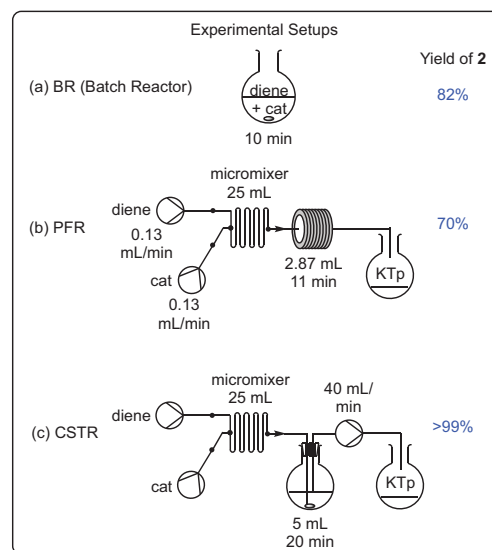 Experimental Setups
Yield of 2
(a) BR (Batch Reactor)
diene
+ cat
10 min
82%
micromixer
25 mL
diene
0.13
mL/min
(b) PFR
cat
0.13
mL/min
2.87 mL
11 min
KTp
70%
micromixer
25 mL
40 mL/
min
diene
(c) CSTR
>99%
cat
KTp
5 mL
20 min